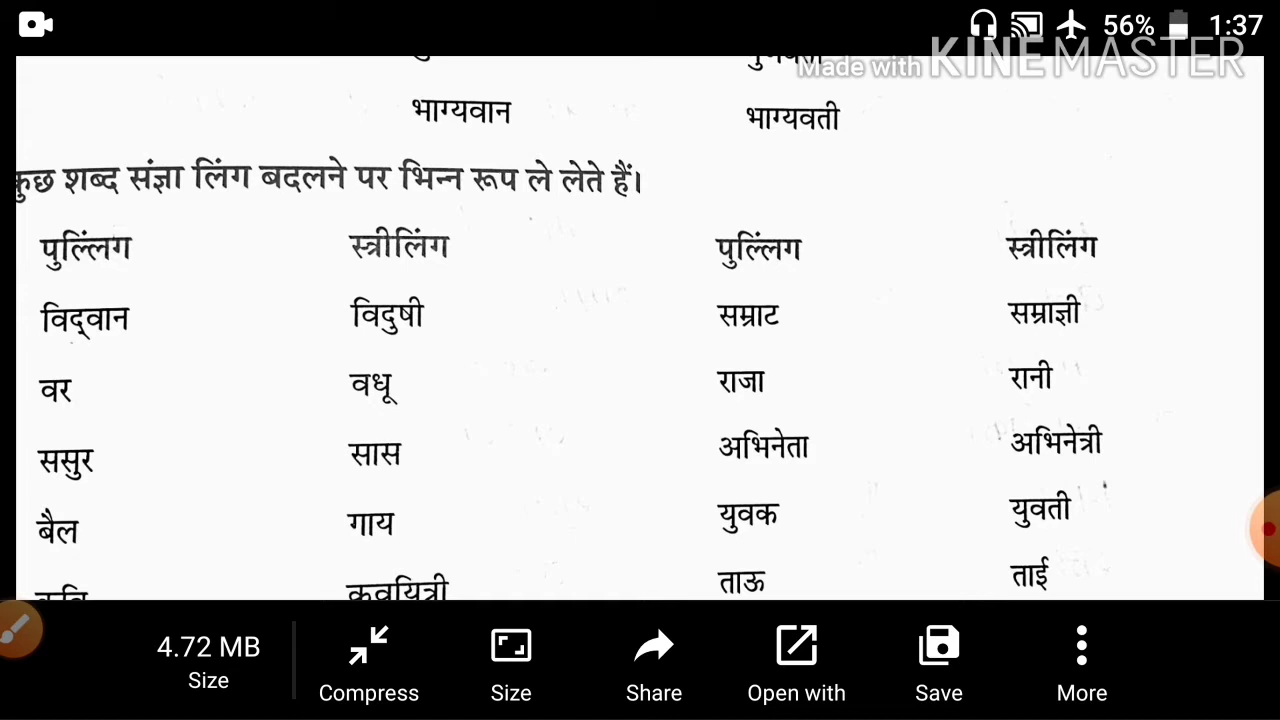 56% 1:37
Made with KINEMASTER
भाग्यवान भाग्यवती
कुछ शब्द संज्ञा लिंग बदलने पर भिन्न रूप ले लेते हैं।
पुल्लिंग स्त्रीलिंग पुल्लिंग स्त्रीलिंग
विद्वान विदुषी सम्राट सम्राज्ञी
वर वधू राजा रानी
ससुर सास अभिनेता अभिनेत्री
बैल गाय युवक युवती
कवयित्री ताऊ ताई
4.72 MB
Size
Compress Size Share Open with Save More